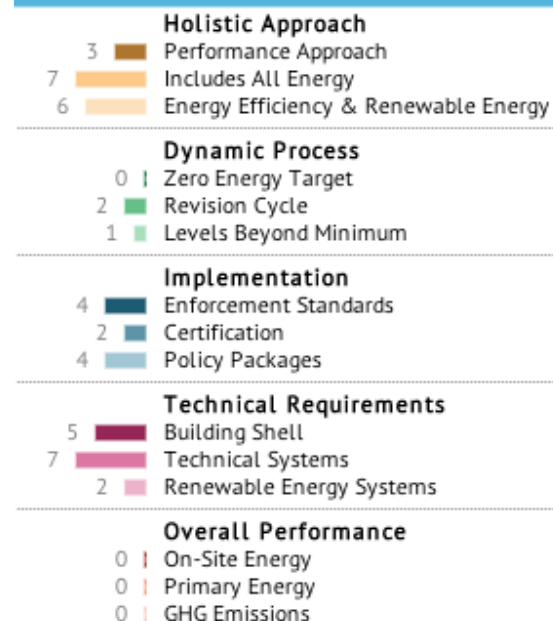 Holistic Approach
3 Performance Approach
7 Includes All Energy
6 Energy Efficiency & Renewable Energy
Dynamic Process
0 Zero Energy Target
2 Revision Cycle
1 Levels Beyond Minimum
Implementation
4 Enforcement Standards
2 Certification
4 Policy Packages
Technical Requirements
5 Building Shell
7 Technical Systems
2 Renewable Energy Systems
Overall Performance
0 On-Site Energy
0 Primary Energy
0 GHG Emissions